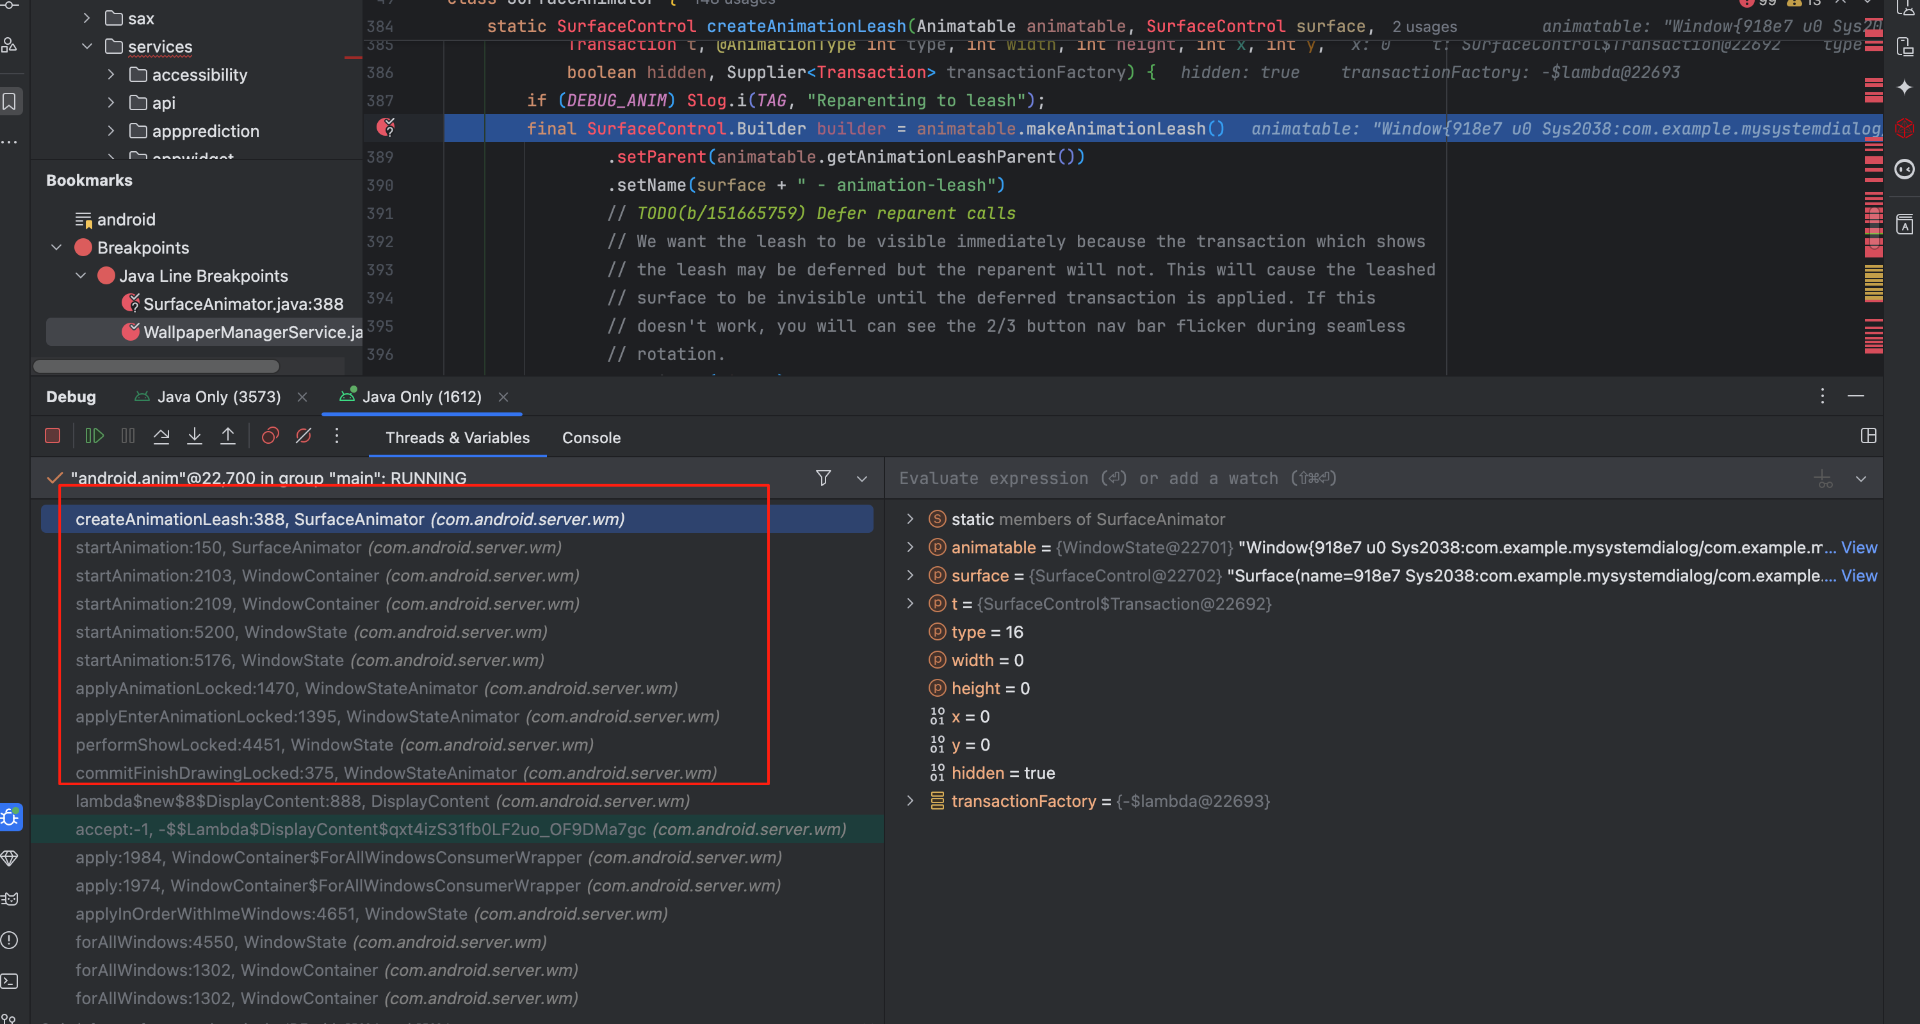 sax
services
accessibility
api
appprediction
appwidget
Bookmarks
android
Breakpoints
Java Line Breakpoints
SurfaceAnimator.java:388
WallpaperManagerService.ja
class SurfaceAnimator { 148 usages
99 13
384 static SurfaceControl createAnimationLeash(Animatable animatable, SurfaceControl surface, 2 usages animatable: "Window{918e7 u0 Sys20
385 Transaction t, @AnimationType int type, int width, int height, int x, int y, x: 0 t: SurfaceControl$Transaction@22692 type
386 boolean hidden, Supplier<Transaction> transactionFactory) { hidden: true transactionFactory: -$lambda@22693
387 if (DEBUG_ANIM) Slog.i(TAG, "Reparenting to leash");
final SurfaceControl.Builder builder = animatable.makeAnimationLeash() animatable: "Window{918e7 u0 Sys2038:com.example.mysystemdialog
389 .setParent(animatable.getAnimationLeashParent())
390 .setName(surface + " - animation-leash")
391 // TODO(b/151665759) Defer reparent calls
392 // We want the leash to be visible immediately because the transaction which shows
393 // the leash may be deferred but the reparent will not. This will cause the leashed
394 // surface to be invisible until the deferred transaction is applied. If this
395 // doesn't work, you will can see the 2/3 button nav bar flicker during seamless
396 // rotation.
Debug Java Only (3573) Java Only (1612)
Threads & Variables Console
"android.anim"@22,700 in group "main": RUNNING
createAnimationLeash:388, SurfaceAnimator (com.android.server.wm)
startAnimation:150, SurfaceAnimator (com.android.server.wm)
startAnimation:2103, WindowContainer (com.android.server.wm)
startAnimation:2109, WindowContainer (com.android.server.wm)
startAnimation:5200, WindowState (com.android.server.wm)
startAnimation:5176, WindowState (com.android.server.wm)
applyAnimationLocked:1470, WindowStateAnimator (com.android.server.wm)
applyEnterAnimationLocked:1395, WindowStateAnimator (com.android.server.wm)
performShowLocked:4451, WindowState (com.android.server.wm)
commitFinishDrawingLocked:375, WindowStateAnimator (com.android.server.wm)
lambda$new$8$DisplayContent:888, DisplayContent (com.android.server.wm)
accept:-1, -$$Lambda$DisplayContent$qxt4izS31fb0LF2uo_OF9DMa7gc (com.android.server.wm)
apply:1984, WindowContainer$ForAllWindowsConsumerWrapper (com.android.server.wm)
apply:1974, WindowContainer$ForAllWindowsConsumerWrapper (com.android.server.wm)
applyInOrderWithImeWindows:4651, WindowState (com.android.server.wm)
forAllWindows:4550, WindowState (com.android.server.wm)
forAllWindows:1302, WindowContainer (com.android.server.wm)
forAllWindows:1302, WindowContainer (com.android.server.wm)
Evaluate expression (⏎) or add a watch (⇧⌘⏎)
static members of SurfaceAnimator
animatable = {WindowState@22701} "Window{918e7 u0 Sys2038:com.example.mysystemdialog/com.example.m... View
surface = {SurfaceControl@22702} "Surface(name=918e7 Sys2038:com.example.mysystemdialog/com.example.... View
t = {SurfaceControl$Transaction@22692}
type = 16
width = 0
height = 0
x = 0
y = 0
hidden = true
transactionFactory = {-$lambda@22693}